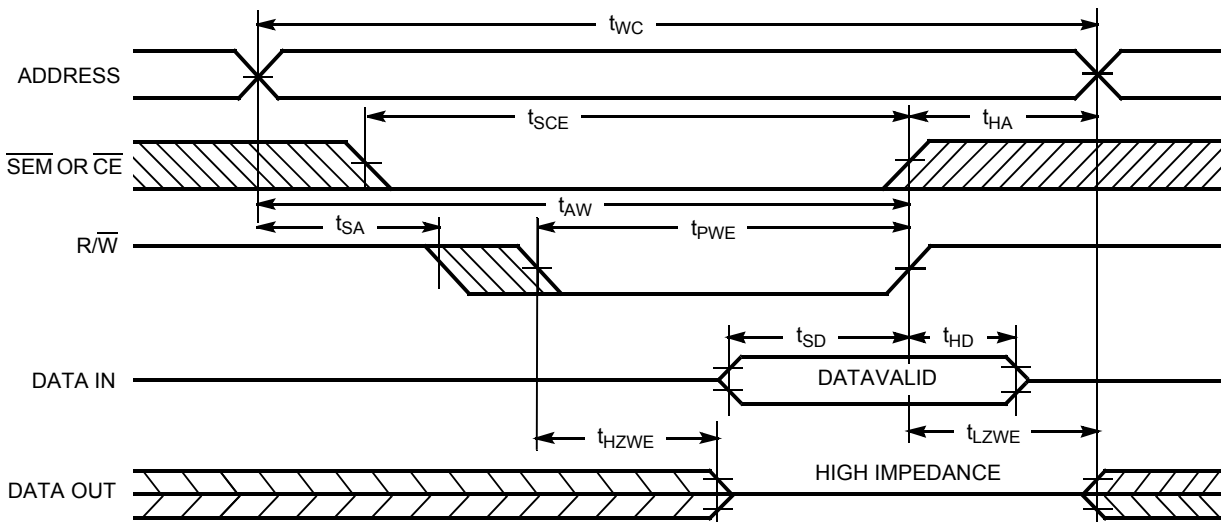 tWC
ADDRESS
tSCE
tHA
SEM OR CE
tAW
tSA
tPWE
R/W
tSD
tHD
DATA IN
DATAVALID
tHZWE
tLZWE
HIGH IMPEDANCE
DATA OUT